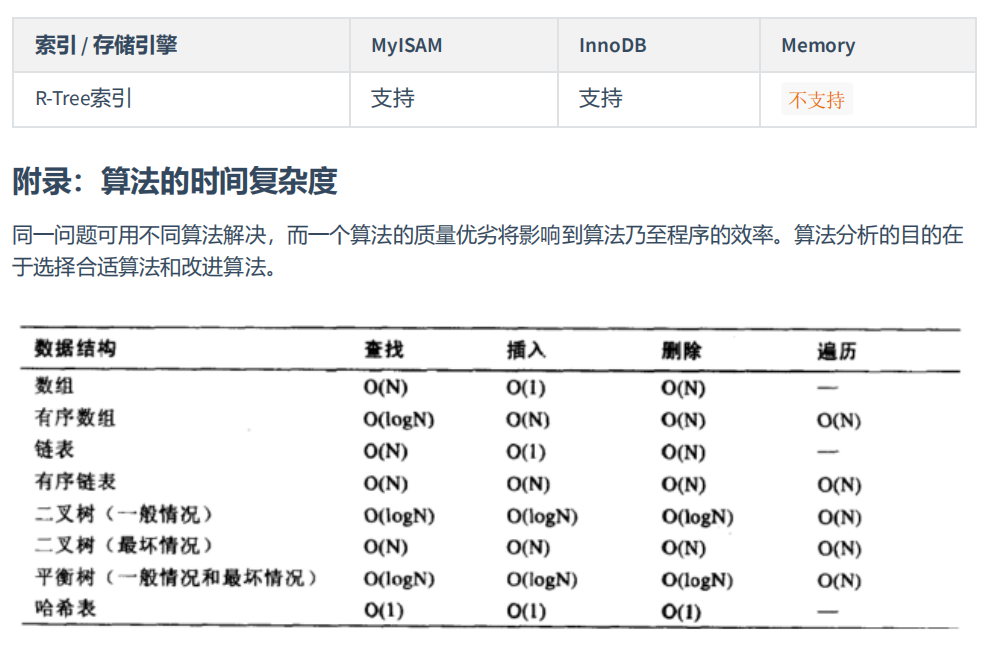 索引 / 存储引擎 MyISAM InnoDB Memory
R-Tree索引 支持 支持 不支持
附录：算法的时间复杂度
同一问题可用不同算法解决，而一个算法的质量优劣将影响到算法乃至程序的效率。算法分析的目的在
于选择合适算法和改进算法。
数据结构 查找 插入 删除 遍历
数组 O(N) O(1) O(N) —
有序数组 O(logN) O(N) O(N) O(N)
链表 O(N) O(1) O(N) —
有序链表 O(N) O(N) O(N) O(N)
二叉树（一般情况） O(logN) O(logN) O(logN) O(N)
二叉树（最坏情况） O(N) O(N) O(N) O(N)
平衡树（一般情况和最坏情况） O(logN) O(logN) O(logN) O(N)
哈希表 O(1) O(1) O(1) —